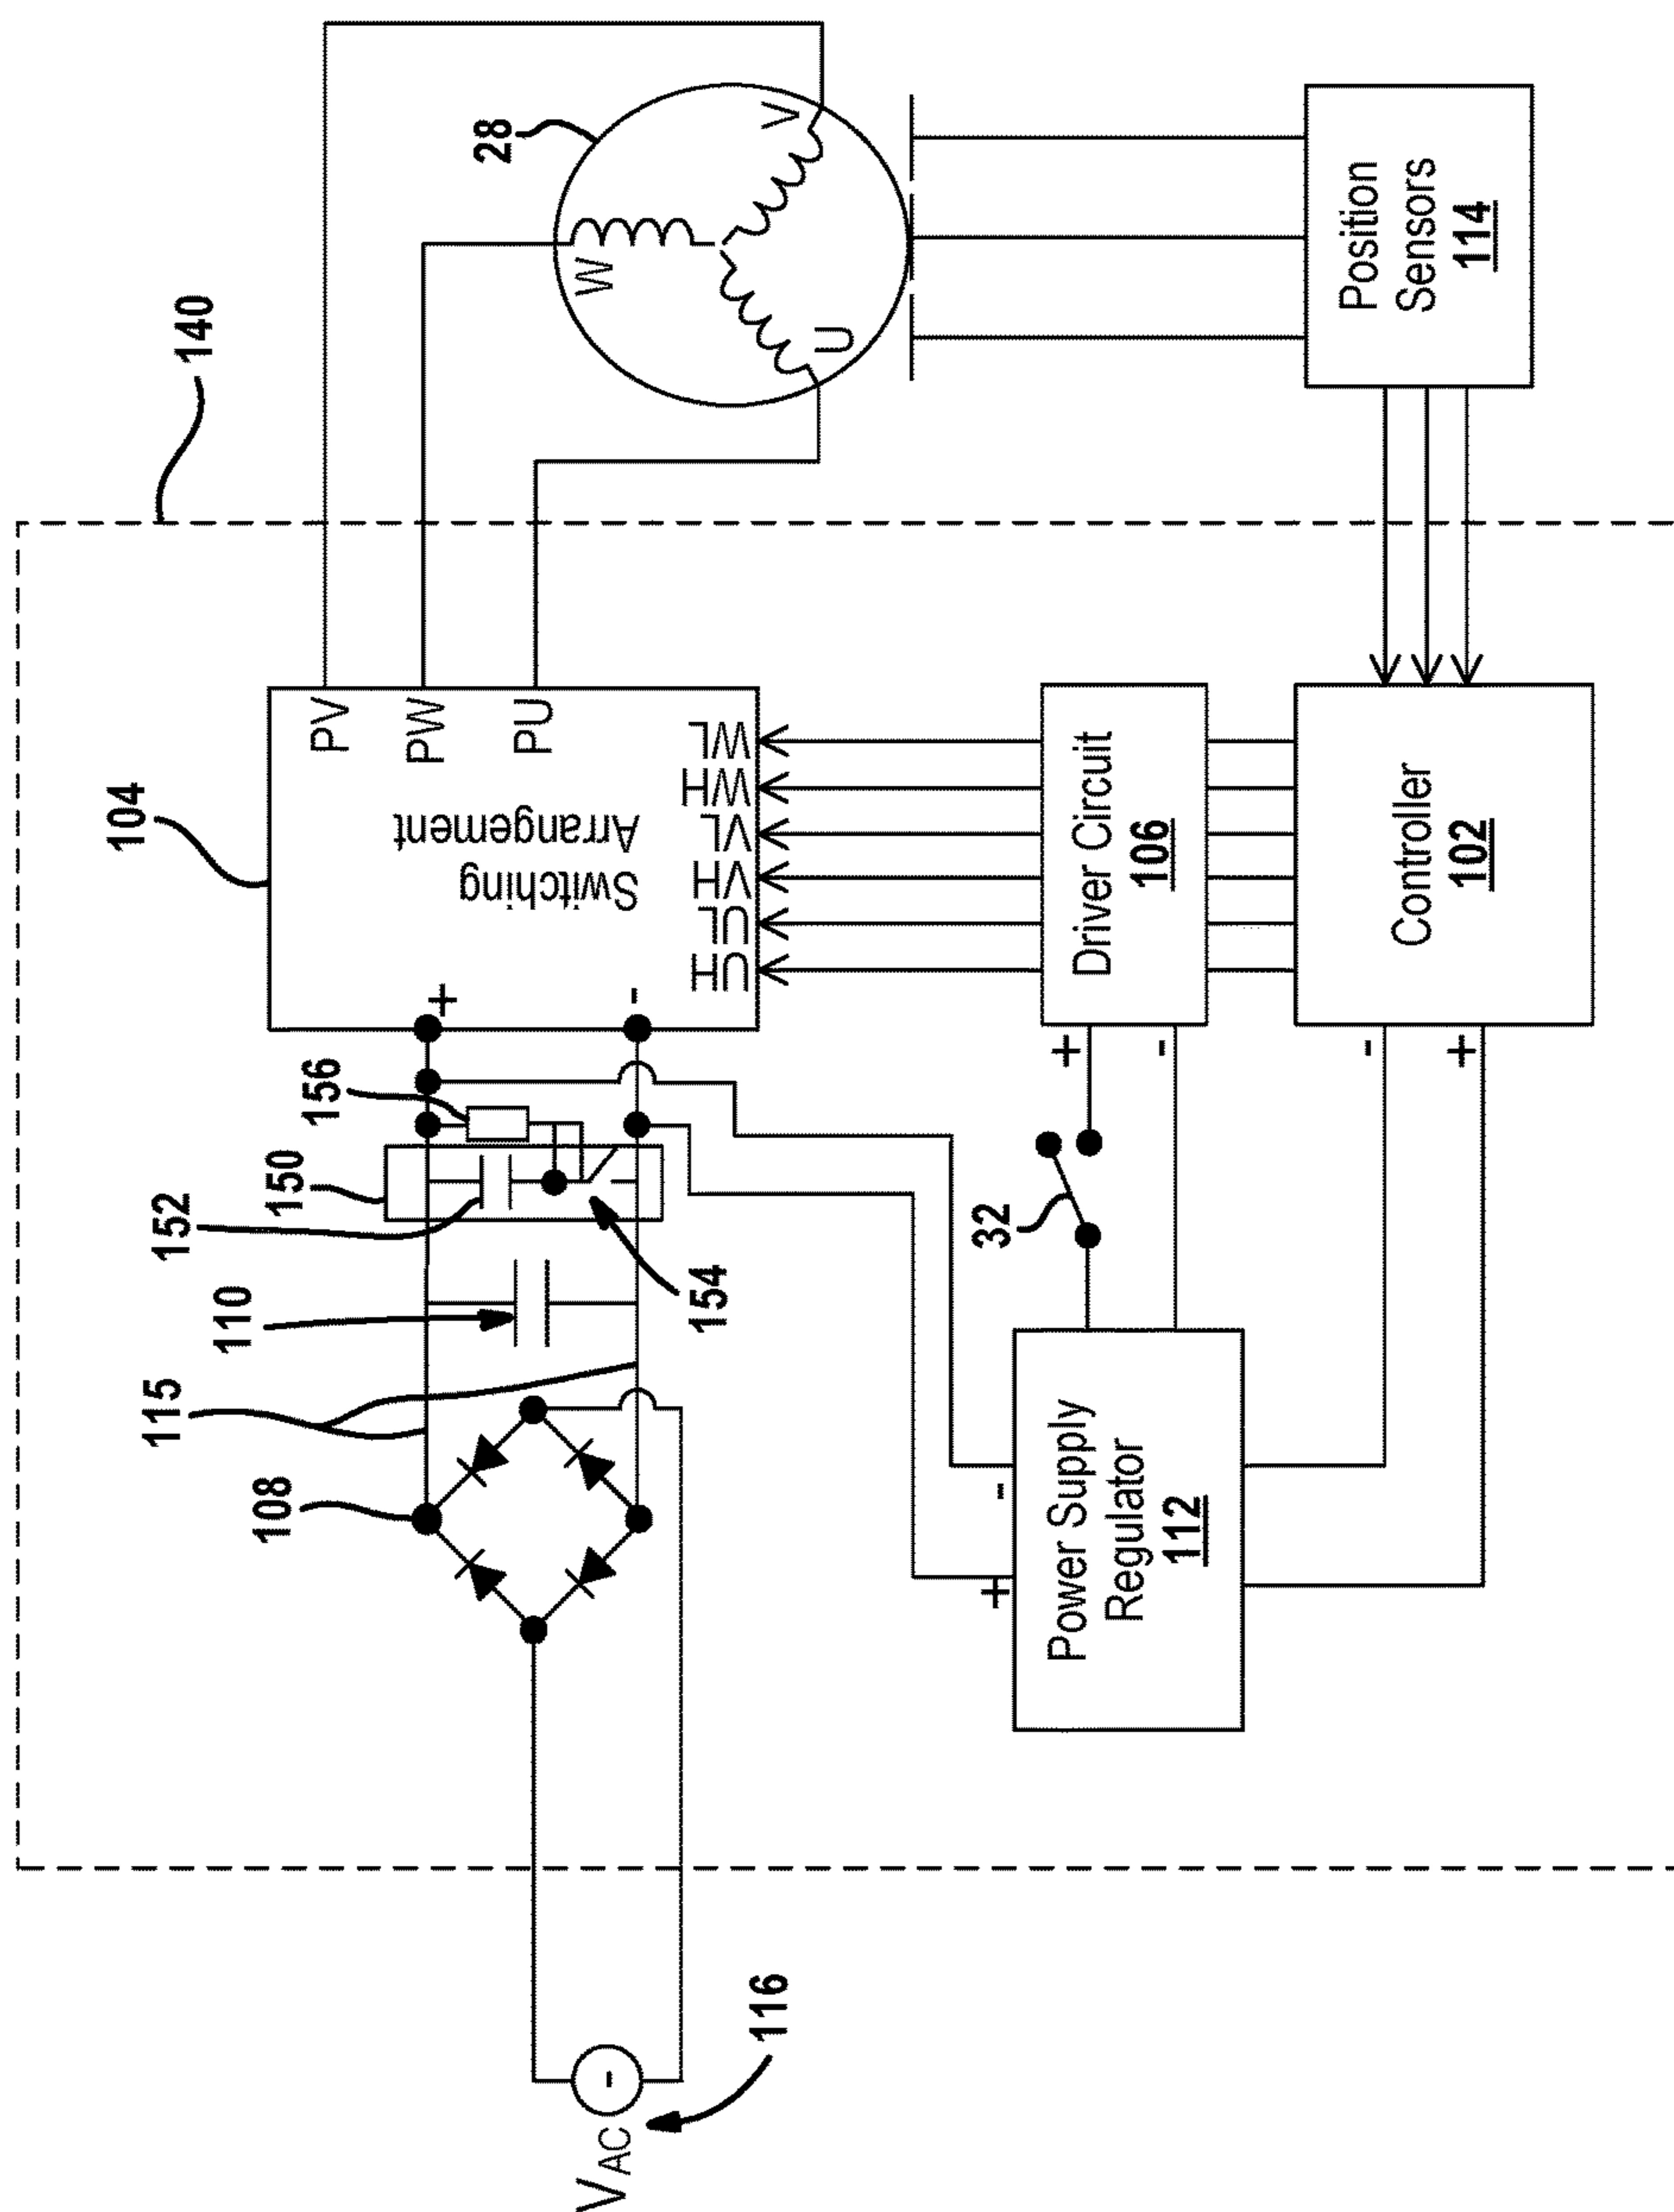 140
104
28
PV
PW
PU
W
V
U
Switching
Arrangement
+
-
UH
UL
VH
VL
WH
WL
156
150
152
110
154
115
108
V AC
-
116
32
+
-
Driver Circuit
106
-
+
Power Supply
Regulator
112
-
+
Controller
102
Position
Sensors
114